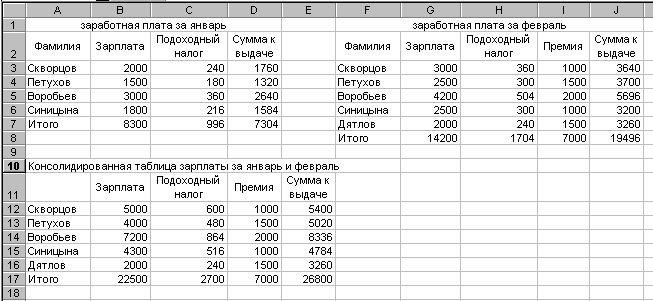 A B C D E F G H I J
1 заработная плата за январь заработная плата за февраль
2 Фамилия Зарплата Подоходный налог Сумма к выдаче Фамилия Зарплата Подоходный налог Премия Сумма к выдаче
3 Скворцов 2000 240 1760 Скворцов 3000 360 1000 3640
4 Петухов 1500 180 1320 Петухов 2500 300 1500 3700
5 Воробьев 3000 360 2640 Воробьев 4200 504 2000 5696
6 Синицына 1800 216 1584 Синицына 2500 300 1000 3200
7 Итого 8300 996 7304 Дятлов 2000 240 1500 3260
8 Итого 14200 1704 7000 19496
9
10 Консолидированная таблица зарплаты за январь и февраль
11 Зарплата Подоходный налог Премия Сумма к выдаче
12 Скворцов 5000 600 1000 5400
13 Петухов 4000 480 1500 5020
14 Воробьев 7200 864 2000 8336
15 Синицына 4300 516 1000 4784
16 Дятлов 2000 240 1500 3260
17 Итого 22500 2700 7000 26800
18